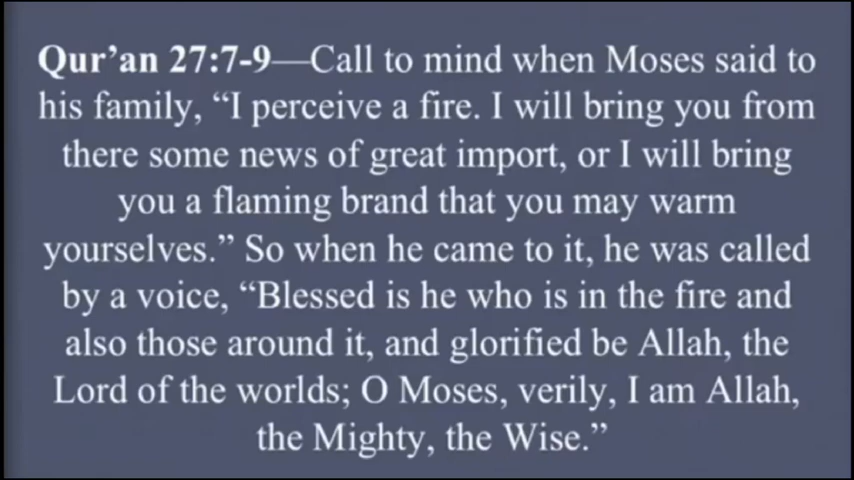 Qur’an 27:7-9—Call to mind when Moses said to
his family, “I perceive a fire. I will bring you from
there some news of great import, or I will bring
you a flaming brand that you may warm
yourselves.” So when he came to it, he was called
by a voice, “Blessed is he who is in the fire and
also those around it, and glorified be Allah, the
Lord of the worlds; O Moses, verily, I am Allah,
the Mighty, the Wise.”